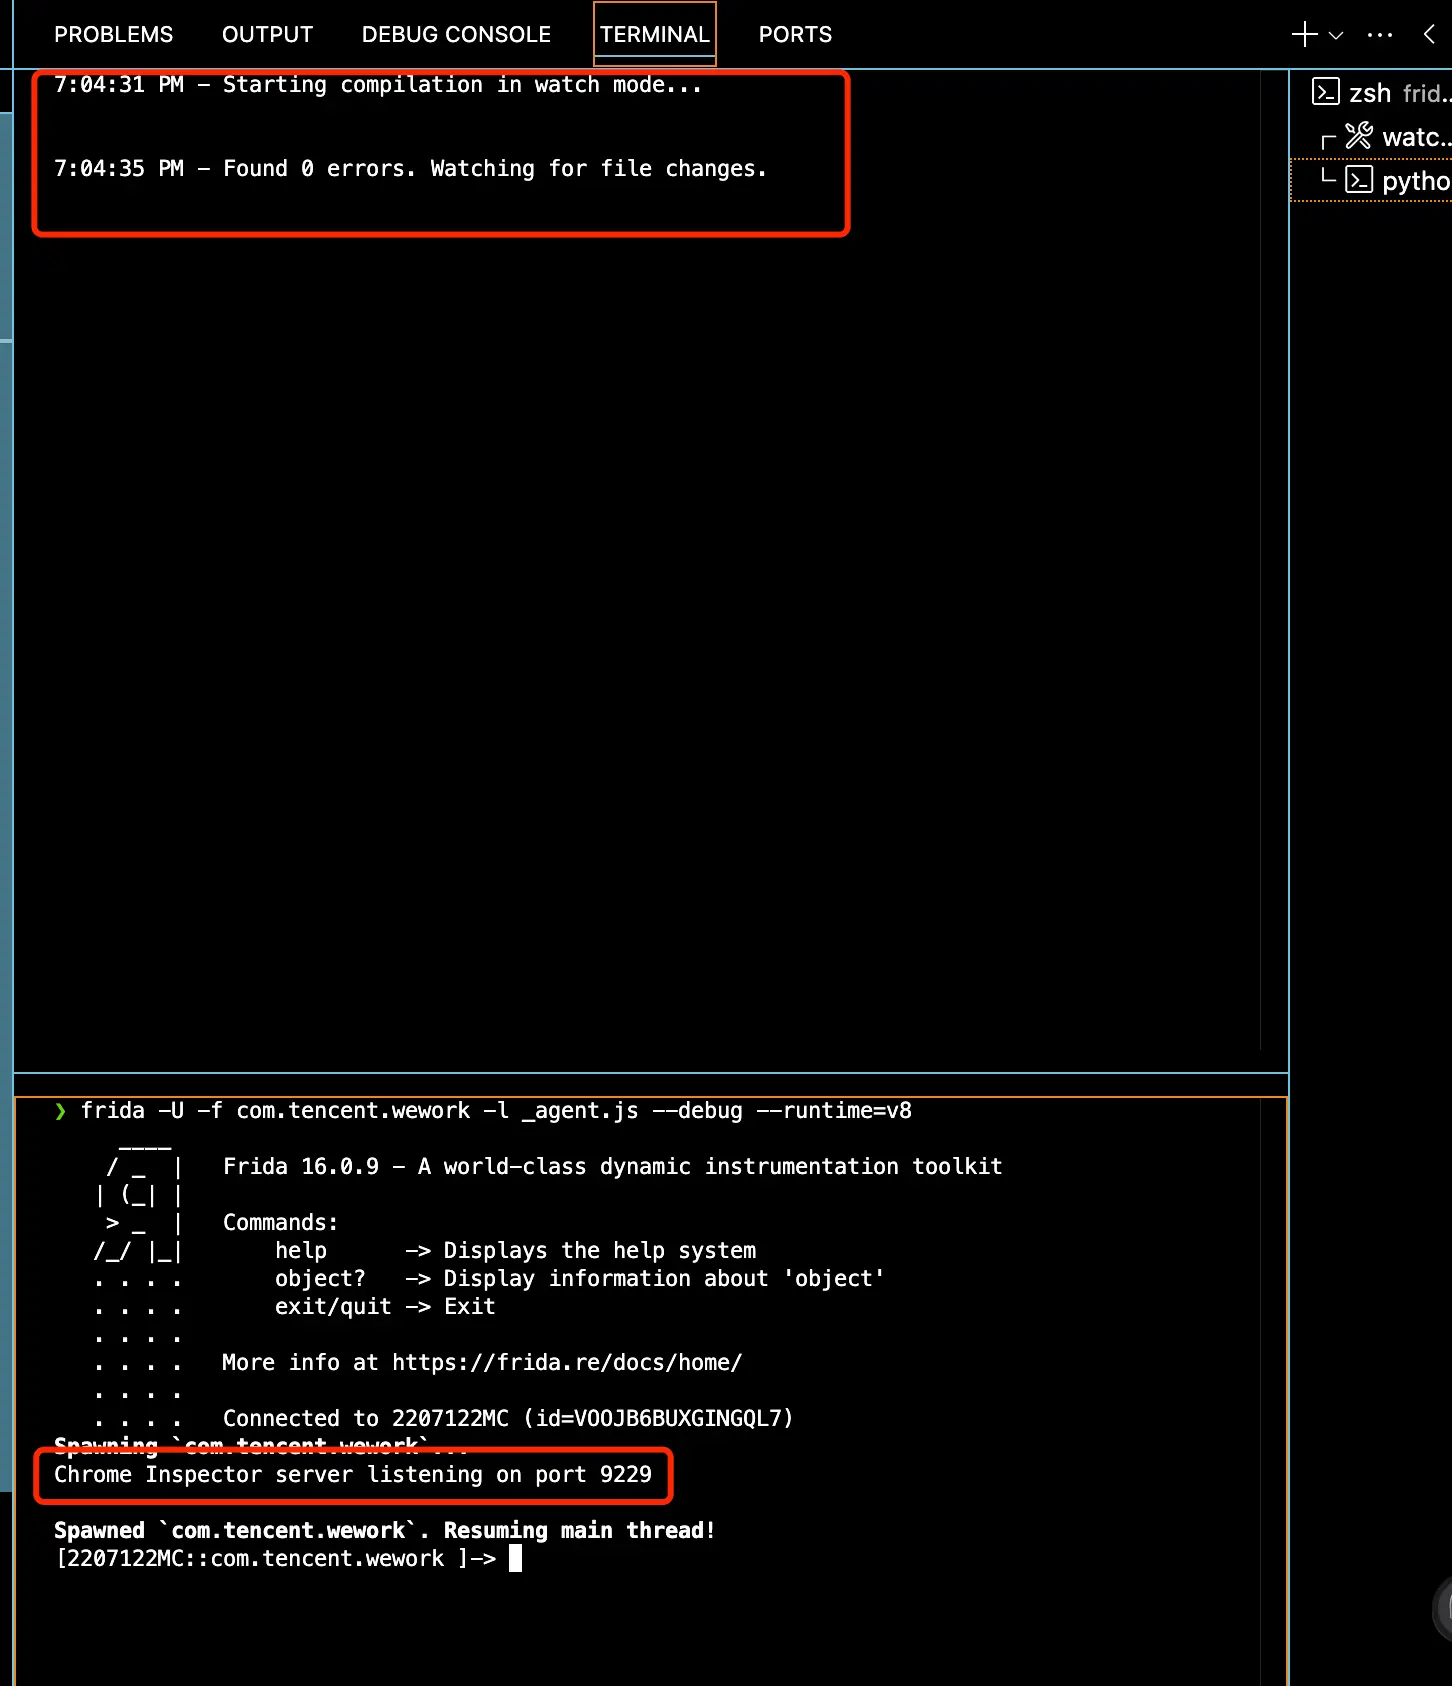 PROBLEMS OUTPUT DEBUG CONSOLE TERMINAL PORTS
7:04:31 PM - Starting compilation in watch mode...
7:04:35 PM - Found 0 errors. Watching for file changes.
zsh frid...
watc...
pytho
❯ frida -U -f com.tencent.wework -l _agent.js --debug --runtime=v8
     ____
    / _  |   Frida 16.0.9 - A world-class dynamic instrumentation toolkit
   | (_| |
    > _  |   Commands:
   /_/ |_|       help      -> Displays the help system
   . . . .       object?   -> Display information about 'object'
   . . . .       exit/quit -> Exit
   . . . .
   . . . .   More info at https://frida.re/docs/home/
   . . . .
   . . . .   Connected to 2207122MC (id=VOOJB6BUXGINGQL7)
Spawning `com.tencent.wework`...
Chrome Inspector server listening on port 9229
Spawned `com.tencent.wework`. Resuming main thread!
[2207122MC::com.tencent.wework ]->